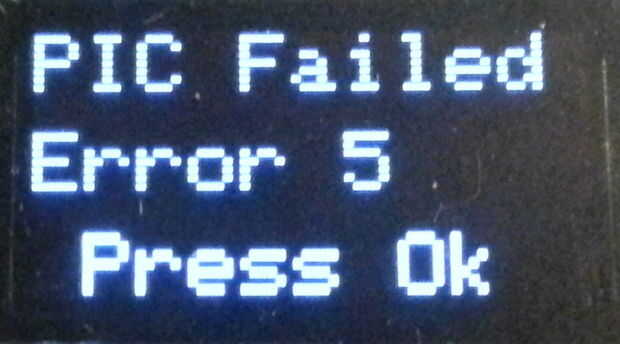 PIC Failed
Error 5
Press Ok